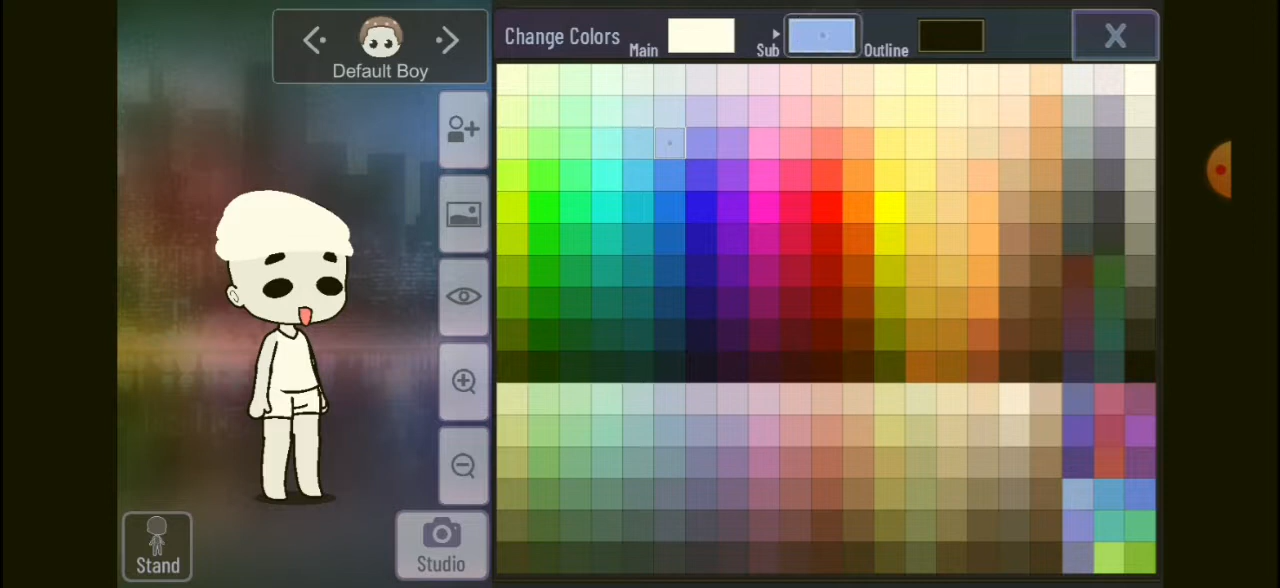 Default Boy
Change Colors
Main
Sub
Outline
X
Stand
Studio